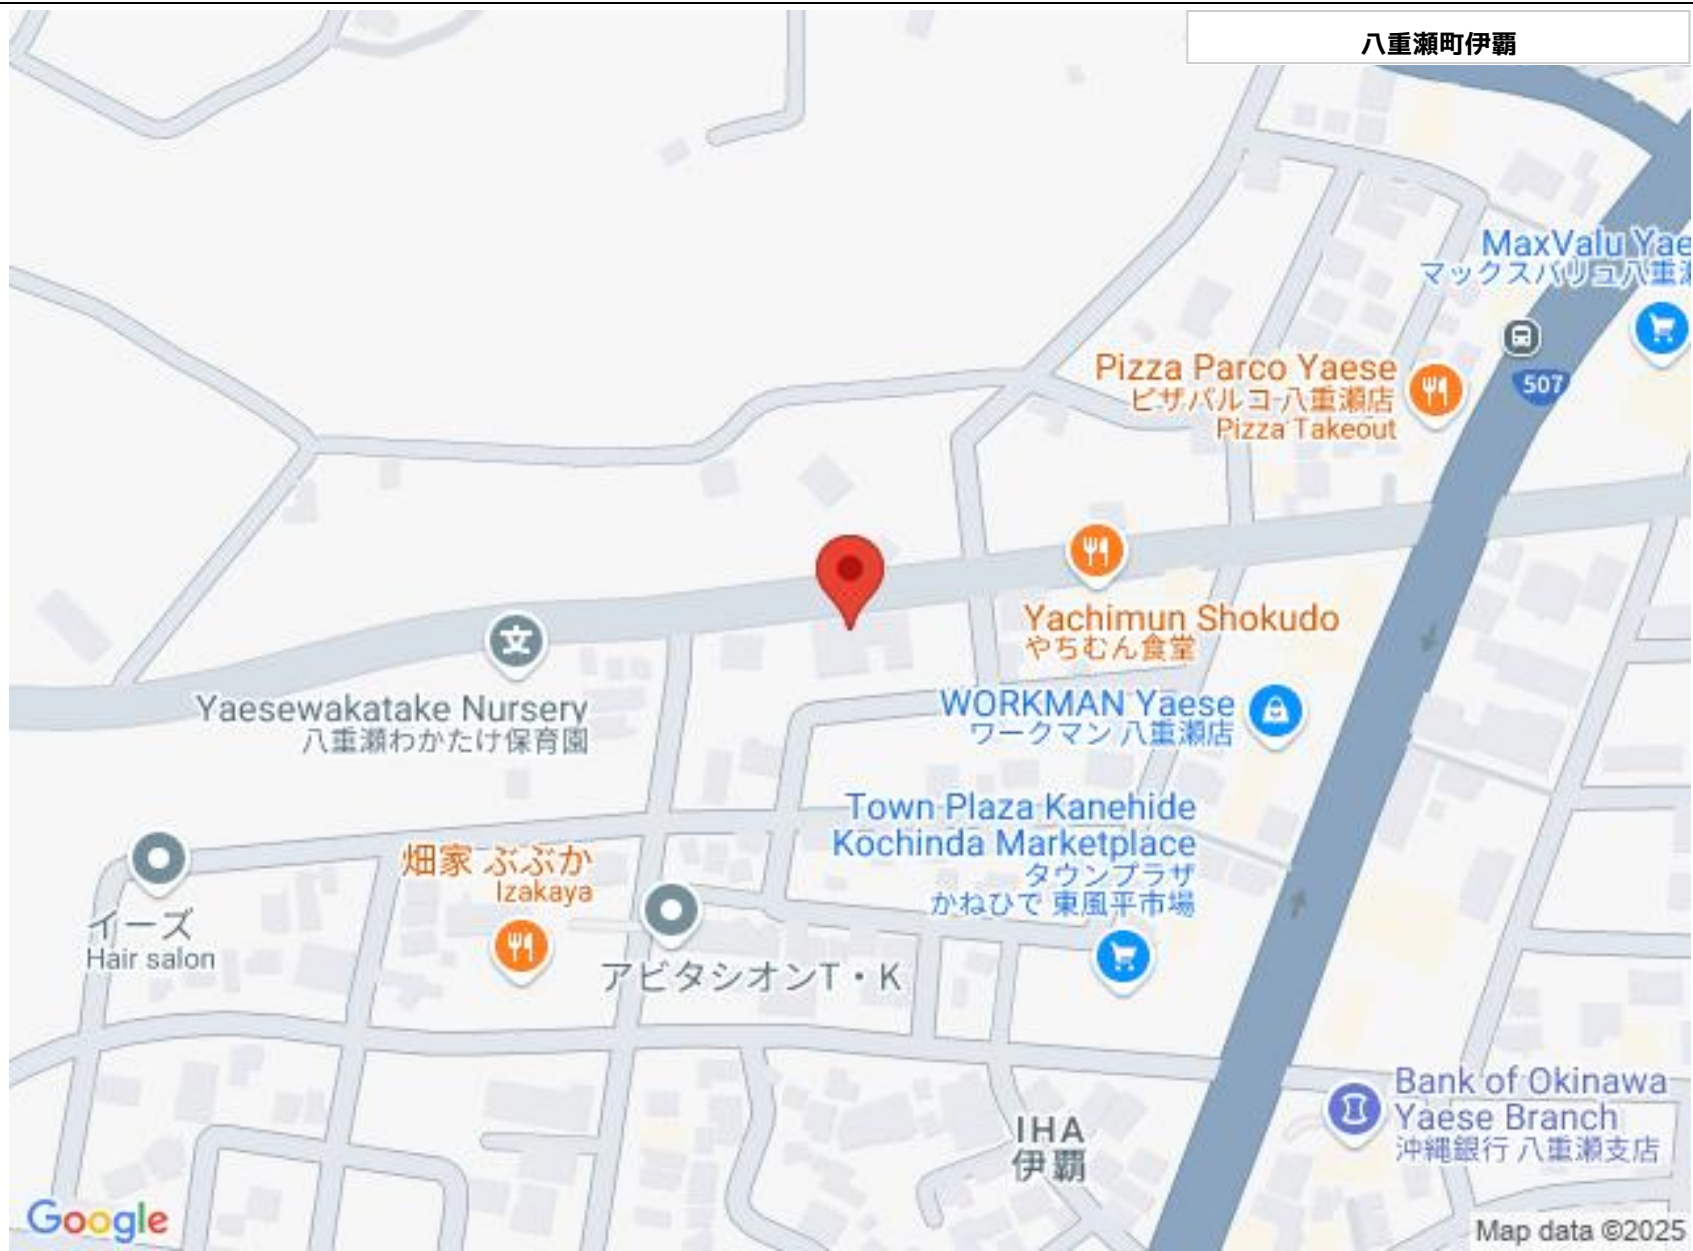 八重瀬町伊覇
MaxValu Yae
マックスバリュ八重瀬
507
Pizza Parco Yaese
ピザパルコ 八重瀬店
Pizza Takeout
Yachimun Shokudo
やちむん食堂
Yaesewakatake Nursery
八重瀬わかたけ保育園
文
WORKMAN Yaese
ワークマン 八重瀬店
Town Plaza Kanehide
Kochinda Marketplace
タウンプラザ
かねひで 東風平市場
畑家 ぶぶか
Izakaya
イーズ
Hair salon
アビタシオンT・K
Bank of Okinawa
Yaese Branch
沖縄銀行 八重瀬支店
IHA
伊覇
Google
Map data ©2025